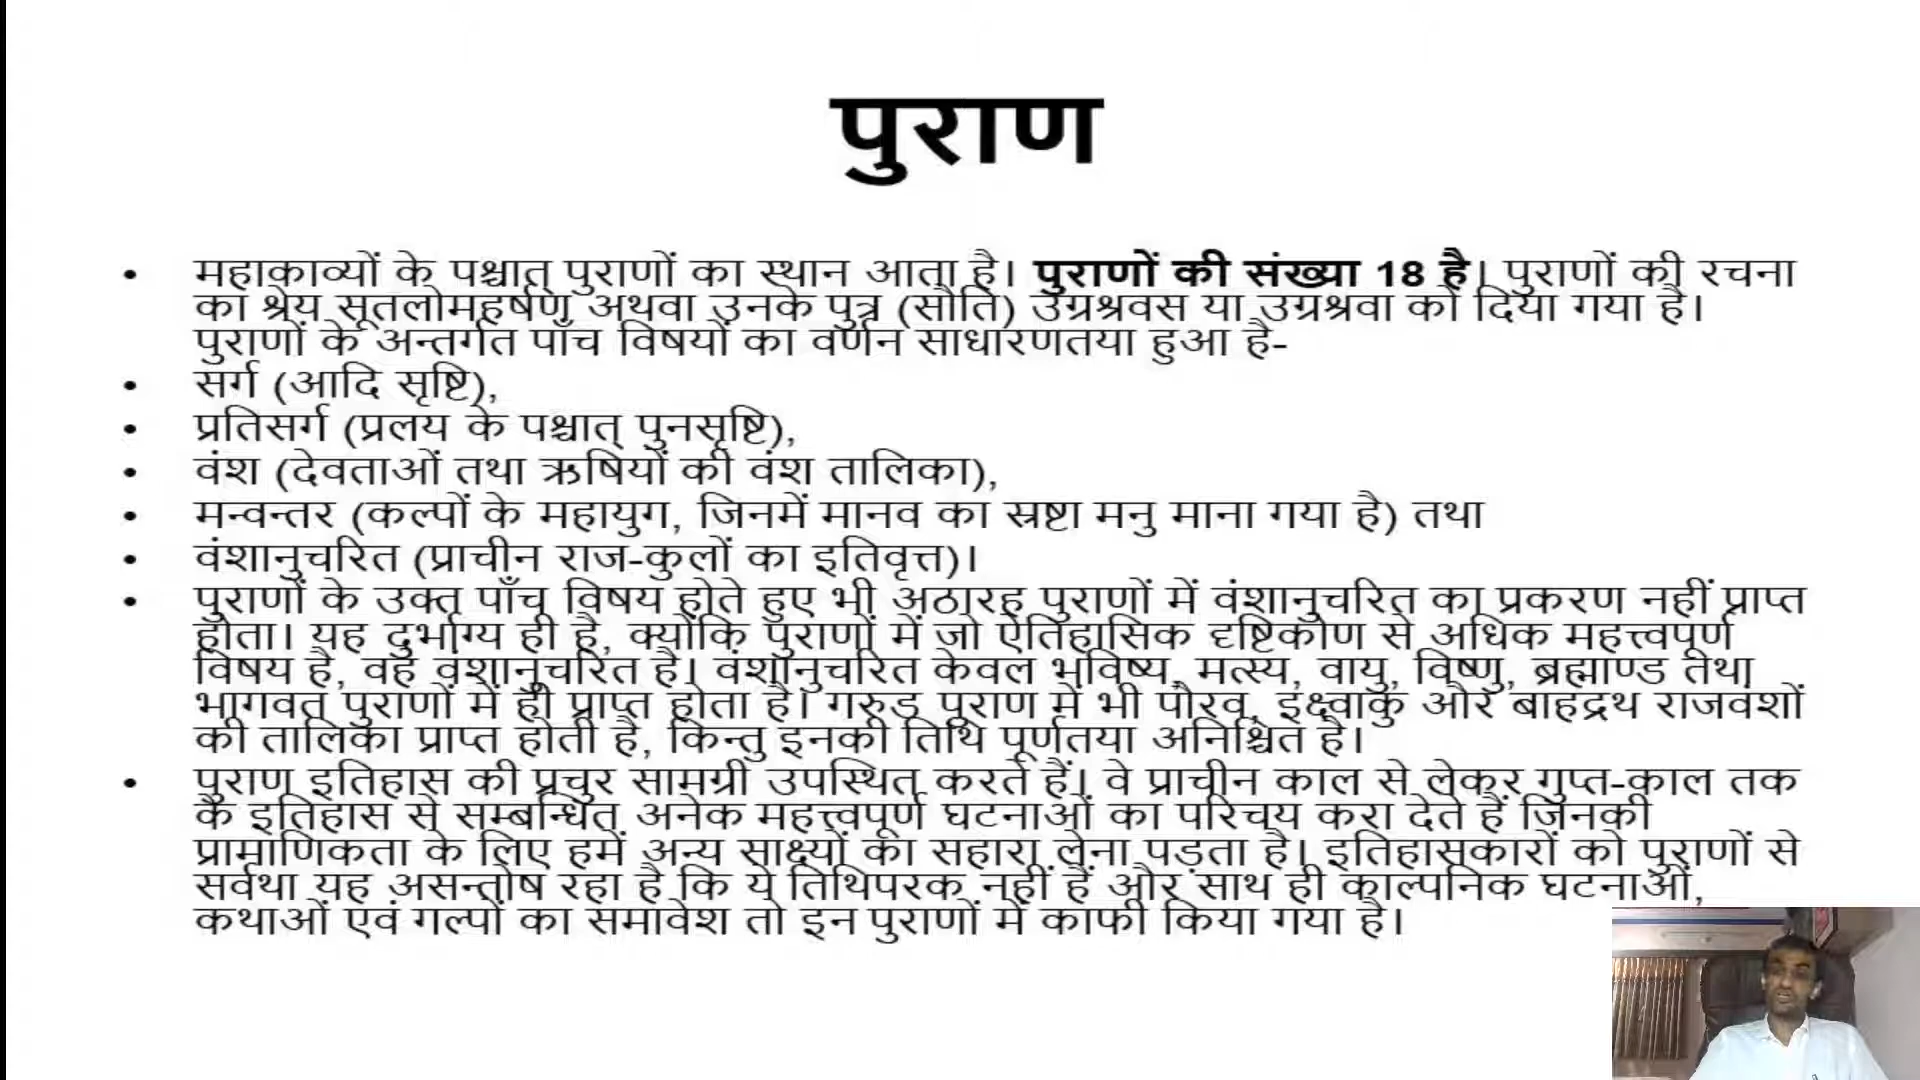 पुराण
• महाकाव्यों के पश्चात् पुराणों का स्थान आता है। पुराणों की संख्या 18 है। पुराणों की रचना
का श्रेय सूतलोमहर्षण अथवा उनके पुत्र (सौति) उग्रश्रवस या उग्रश्रवा को दिया गया है।
पुराणों के अन्तर्गत पाँच विषयों का वर्णन साधारणतया हुआ है-
• सर्ग (आदि सृष्टि),
• प्रतिसर्ग (प्रलय के पश्चात् पुनसृष्टि),
• वंश (देवताओं तथा ऋषियों की वंश तालिका),
• मन्वन्तर (कल्पों के महायुग, जिनमें मानव का स्रष्टा मनु माना गया है) तथा
• वंशानुचरित (प्राचीन राज-कुलों का इतिवृत्त)।
• पुराणों के उक्त पाँच विषय होते हुए भी अठारह पुराणों में वंशानुचरित का प्रकरण नहीं प्राप्त
होता। यह दुर्भाग्य ही है, क्योंकि पुराणों में जो ऐतिहासिक दृष्टिकोण से अधिक महत्त्वपूर्ण
विषय है, वह वंशानुचरित है। वंशानुचरित केवल भविष्य, मत्स्य, वायु, विष्णु, ब्रह्माण्ड तथा
भागवत पुराणों में ही प्राप्त होता है। गरुड़ पुराण में भी पौरव, इक्ष्वाकु और बार्हद्रथ राजवंशों
की तालिका प्राप्त होती है, किन्तु इनकी तिथि पूर्णतया अनिश्चित है।
• पुराण इतिहास की प्रचुर सामग्री उपस्थित करते हैं। वे प्राचीन काल से लेकर गुप्त-काल तक
के इतिहास से सम्बन्धित अनेक महत्त्वपूर्ण घटनाओं का परिचय करा देते हैं जिनकी
प्रामाणिकता के लिए हमें अन्य साक्ष्यों का सहारा लेना पड़ता है। इतिहासकारों को पुराणों से
सर्वथा यह असन्तोष रहा है कि ये तिथिपरक नहीं हैं और साथ ही काल्पनिक घटनाओं,
कथाओं एवं गल्पों का समावेश तो इन पुराणों में काफी किया गया है।